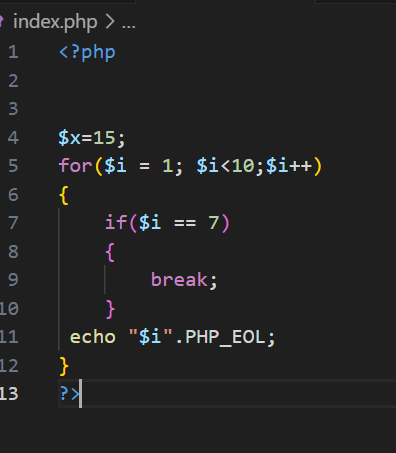 index.php > ...
1 <?php
2
3
4 $x=15;
5 for($i = 1; $i<10;$i++)
6 {
7 if($i == 7)
8 {
9 break;
10 }
11 echo "$i".PHP_EOL;
12 }
13 ?>